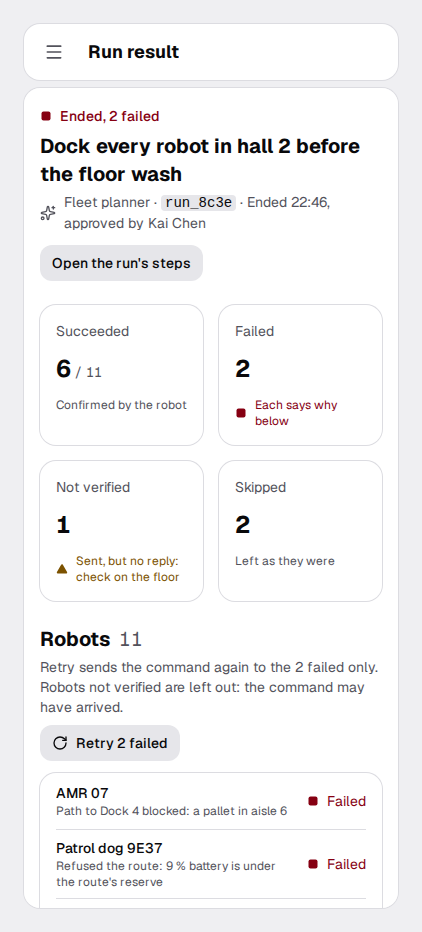 Run result
Ended, 2 failed
Dock every robot in hall 2 before
the floor wash
Fleet planner · run_8c3e · Ended 22:46,
approved by Kai Chen
Open the run's steps
Succeeded
6 / 11
Confirmed by the robot
Failed
2
Each says why
below
Not verified
1
Sent, but no reply:
check on the floor
Skipped
2
Left as they were
Robots 11
Retry sends the command again to the 2 failed only.
Robots not verified are left out: the command may
have arrived.
Retry 2 failed
AMR 07
Path to Dock 4 blocked: a pallet in aisle 6
Failed
Patrol dog 9E37
Refused the route: 9 % battery is under
the route's reserve
Failed